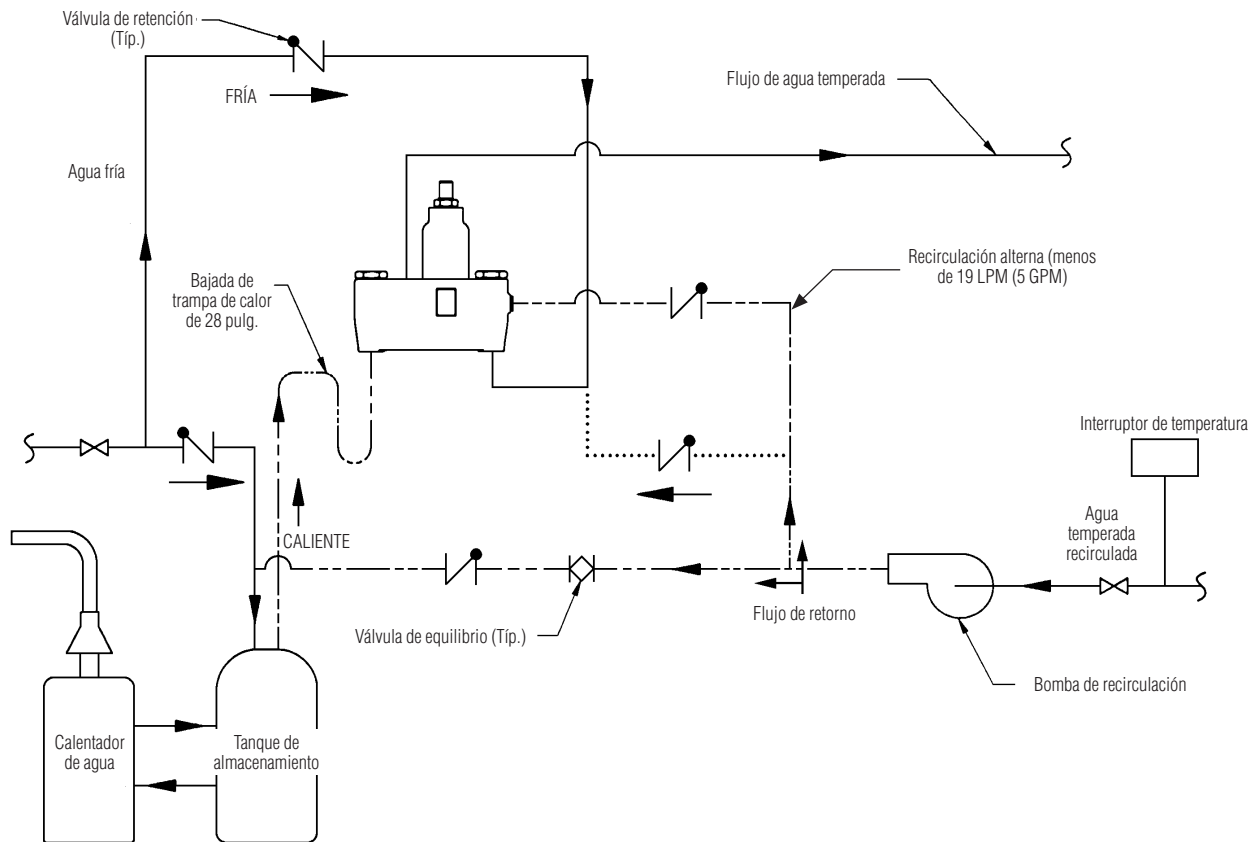 Válvula de retención
(Típ.)
FRÍA
Flujo de agua temperada
Agua fría
Bajada de
trampa de calor
de 28 pulg.
Recirculación alterna (menos
de 19 LPM (5 GPM)
Interruptor de temperatura
Agua
temperada
recirculada
CALIENTE
Válvula de equilibrio (Típ.)
Flujo de retorno
Bomba de recirculación
Calentador
de agua
Tanque de
almacenamiento